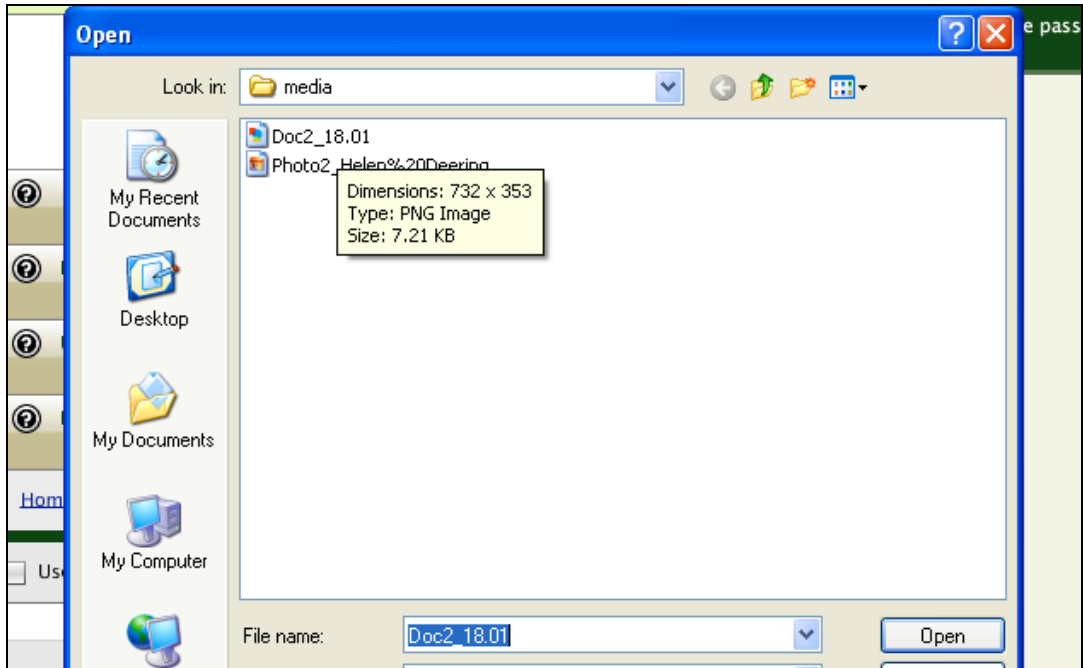 Open
e pass
Look in:
media
Doc2_18.01
Photo2_Helen%20Deering
Dimensions: 732 x 353
Type: PNG Image
Size: 7.21 KB
My Recent
Documents
Desktop
My Documents
My Computer
Hom
Us
File name:
Doc2_18.01
Open